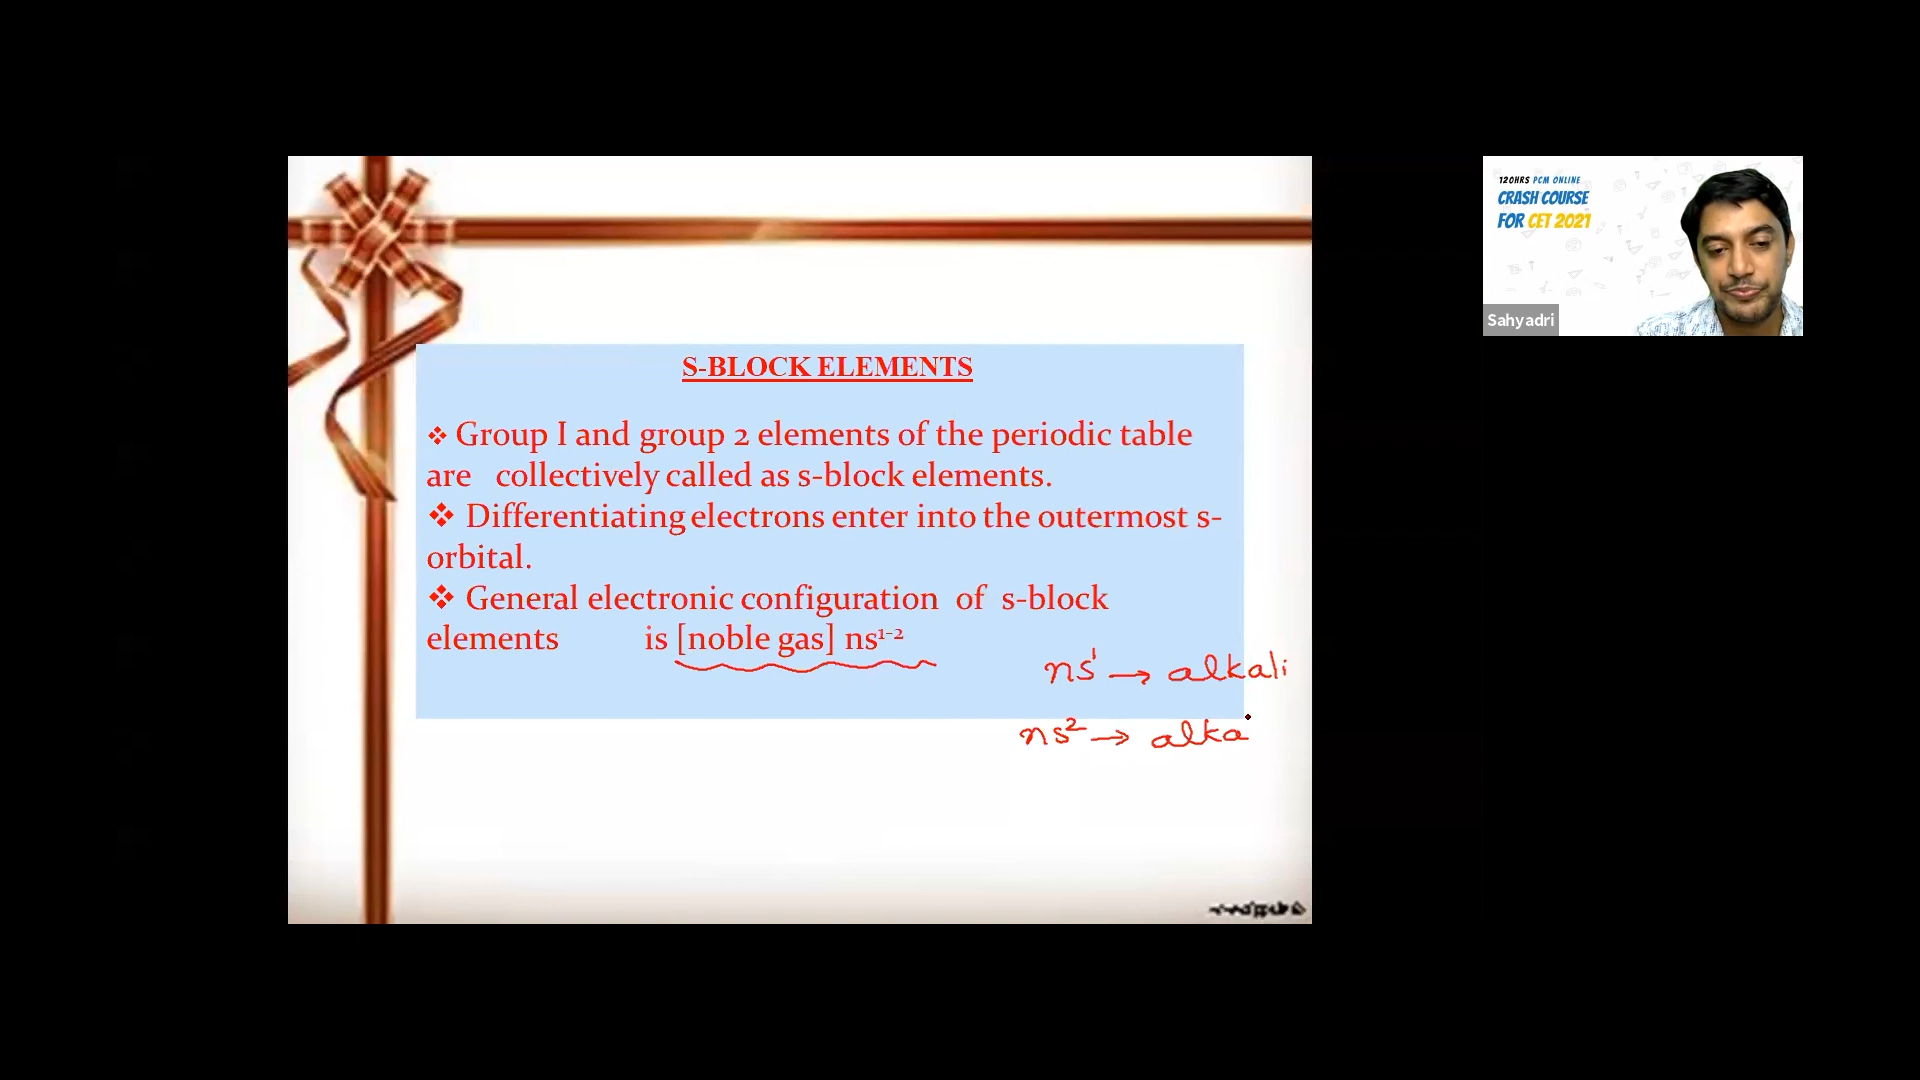 S-BLOCK ELEMENTS
❖ Group I and group 2 elements of the periodic table
are collectively called as s-block elements.
❖ Differentiating electrons enter into the outermost s-
orbital.
❖ General electronic configuration of s-block
elements is [noble gas] ns¹⁻²
ns¹ → alkali
ns² → alka
120HRS PCM ONLINE
CRASH COURSE
FOR CET 2021
Sahyadri